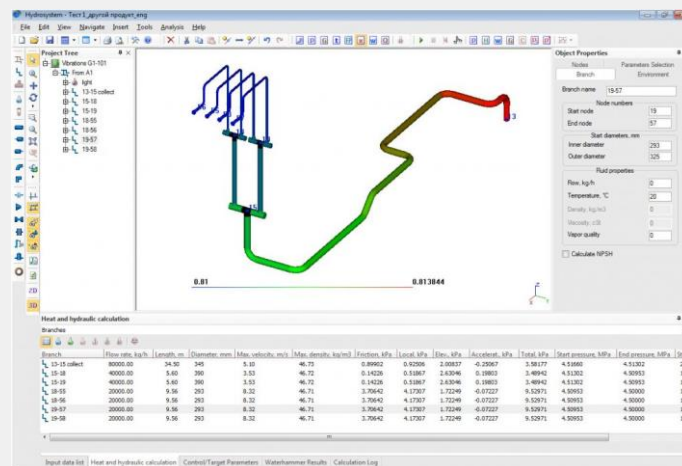 Hydrosystem - Тест1_другой продукт_eng
File Edit View Navigate Insert Tools Analysis Help
Project Tree
Vibrations G1-101
From A1
light
13-15 collect
15-18
15-19
18-55
18-56
19-57
19-58
15
3
0.81
0.813844
Object Properties
Nodes Parameters Selection
Branch Environment
Branch name 19-57
Node numbers
Start node 19
End node 57
Start diameters, mm
Inner diameter 293
Outer diameter 325
Fluid properties
Flow, kg/h 0
Temperature, °C 20
Density, kg/m3 0
Viscosity, cSt 0
Vapor quality 0
Calculate NPSH
2D
3D
Heat and hydraulic calculation
Branches
Branch Flow rate, kg/h Length, m Diameter, mm Max. velocity, m/s Max. density, kg/m3 Friction, kPa Local, kPa Elev., kPa Accelerat., kPa Total, kPa Start pressure, MPa End pressure, MPa
13-15 collect 80000.00 34.50 345 5.10 46.73 0.89902 0.92506 2.00837 -0.25067 3.58177 4.51660 4.51302
15-18 40000.00 5.60 390 3.53 46.72 0.14226 0.51867 2.63046 0.19803 3.48942 4.51302 4.50953
15-19 40000.00 5.60 390 3.53 46.72 0.14226 0.51867 2.63046 0.19803 3.48942 4.51302 4.50953
18-55 20000.00 9.56 293 8.32 46.71 3.70642 4.17307 1.72249 -0.07227 9.52971 4.50953 4.50000
18-56 20000.00 9.56 293 8.32 46.71 3.70642 4.17307 1.72249 -0.07227 9.52971 4.50953 4.50000
19-57 20000.00 9.56 293 8.32 46.71 3.70642 4.17307 1.72249 -0.07227 9.52971 4.50953 4.50000
19-58 20000.00 9.56 293 8.32 46.71 3.70642 4.17307 1.72249 -0.07227 9.52971 4.50953 4.50000
Input data list Heat and hydraulic calculation Control/Target Parameters Waterhammer Results Calculation Log